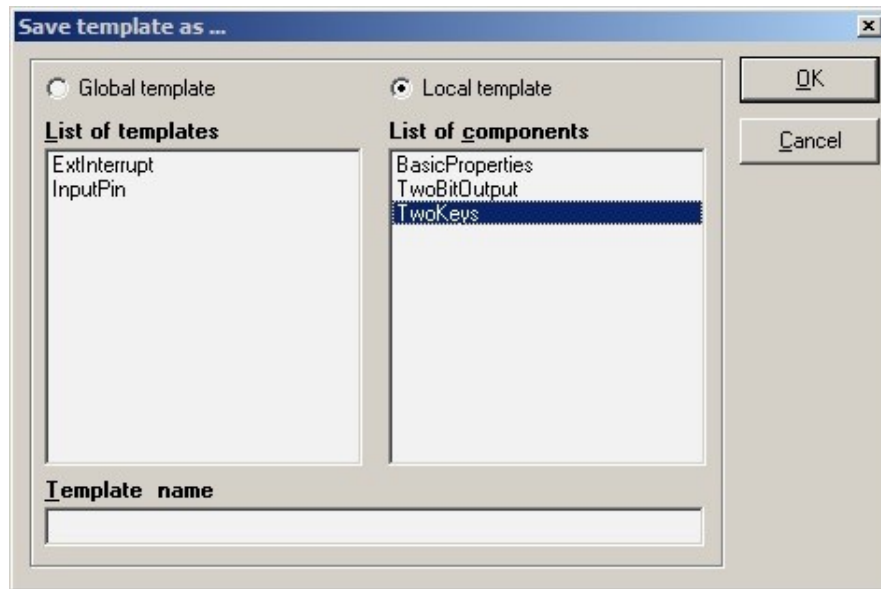 Save template as ...
Global template
Local template
OK
List of templates
List of components
Cancel
ExtInterrupt
BasicProperties
InputPin
TwoBitOutput
TwoKeys
Template name